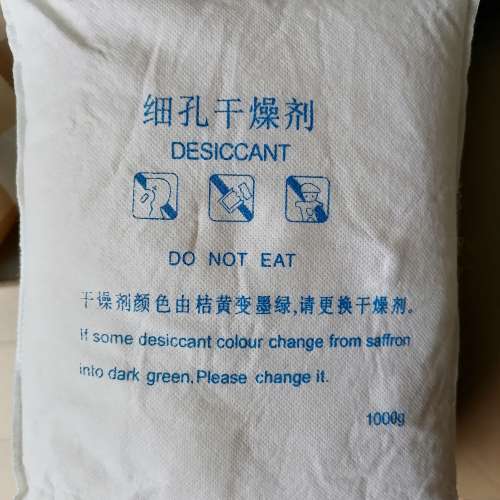 细孔干燥剂
DESICCANT
DO NOT EAT
干燥剂颜色由桔黄变墨绿,请更换干燥剂。
If some desiccant colour change from saffron
into dark green.Please change it.
1000g